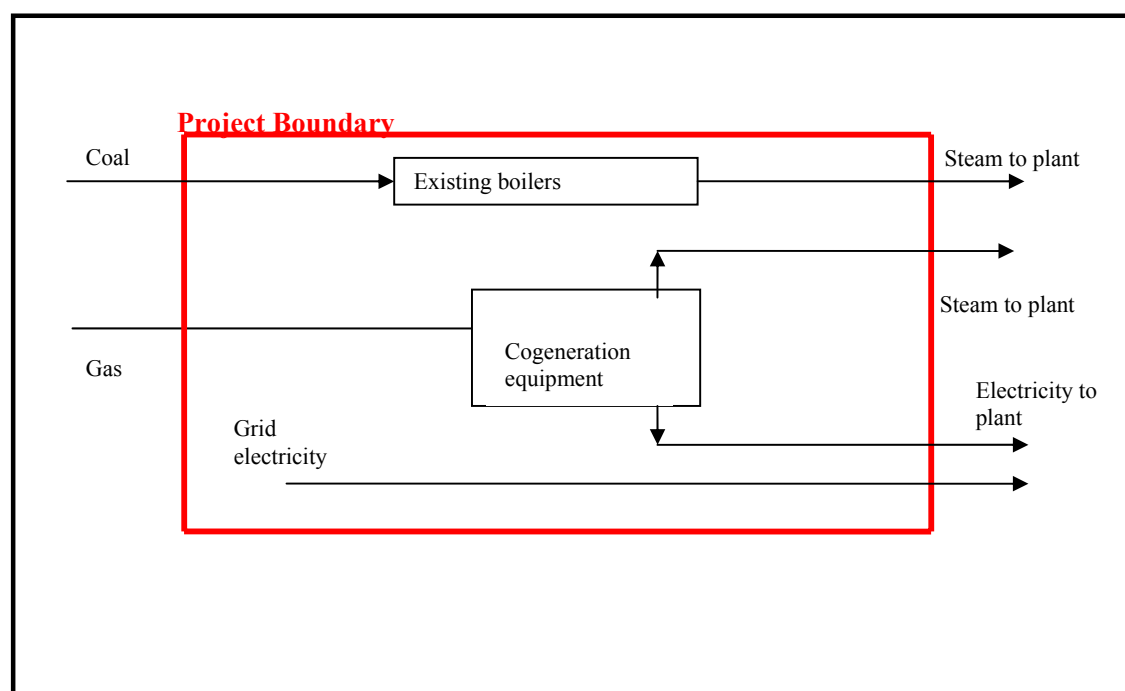 Project Boundary
Coal
Existing boilers
Steam to plant
Steam to plant
Gas
Cogeneration
equipment
Electricity to
plant
Grid
electricity